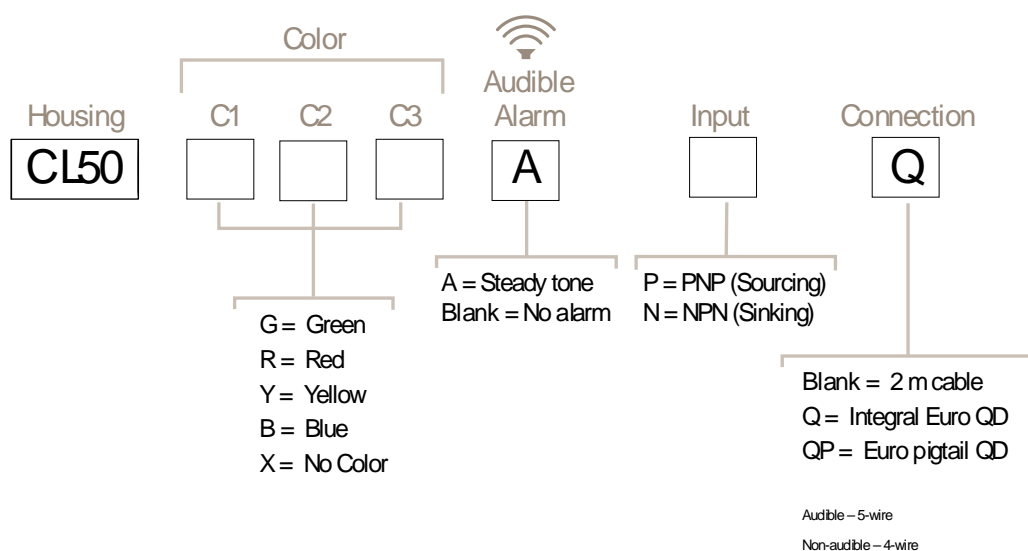 Color
Audible
Alarm
Housing
C1
C2
C3
Input
Connection
CL50
A
Q
A = Steady tone
Blank = No alarm
P = PNP (Sourcing)
N = NPN (Sinking)
G = Green
R = Red
Y = Yellow
B = Blue
X = No Color
Blank = 2 m cable
Q = Integral Euro QD
QP = Euro pigtail QD
Audible – 5-wire
Non-audible – 4-wire